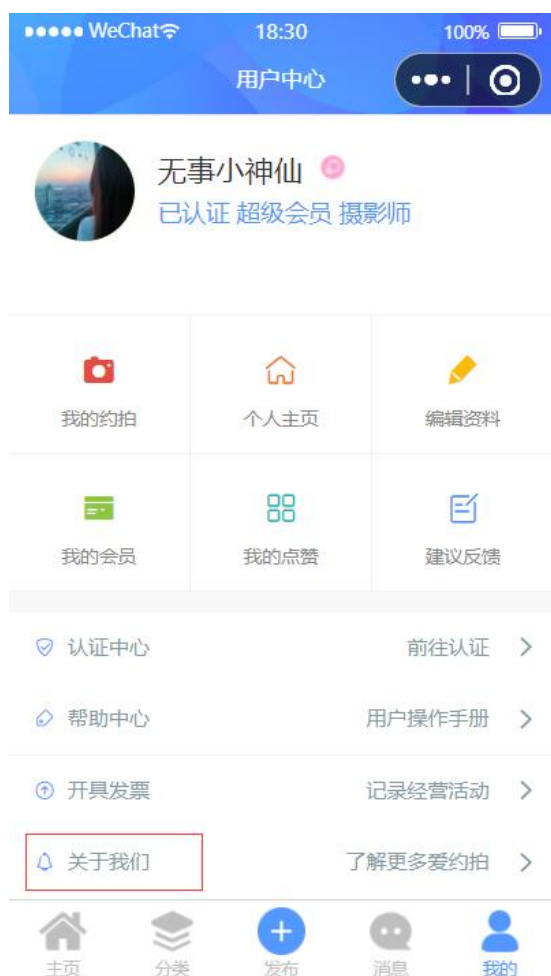 WeChat 18:30 100%
用户中心
无事小神仙
已认证 超级会员 摄影师
我的约拍 个人主页 编辑资料
我的会员 我的点赞 建议反馈
认证中心 前往认证
帮助中心 用户操作手册
开具发票 记录经营活动
关于我们 了解更多爱约拍
主页 分类 发布 消息 我的